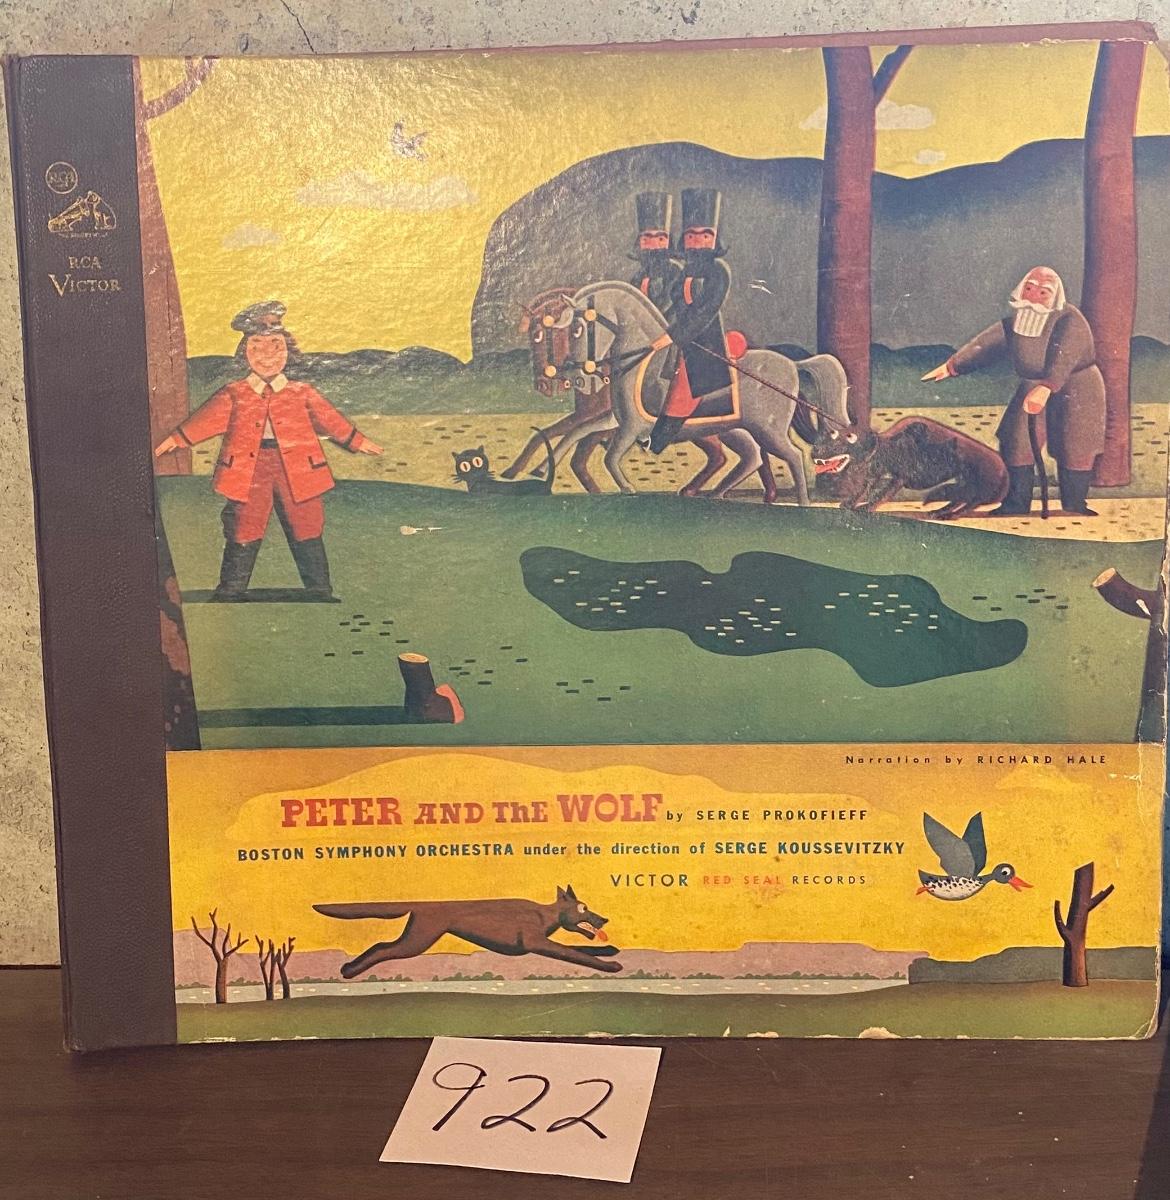 RCA
RCA
VICTOR
Narration by RICHARD HALE
PETER AND THE WOLF by SERGE PROKOFIEFF
BOSTON SYMPHONY ORCHESTRA under the direction of SERGE KOUSSEVITZKY
VICTOR RED SEAL RECORDS
922